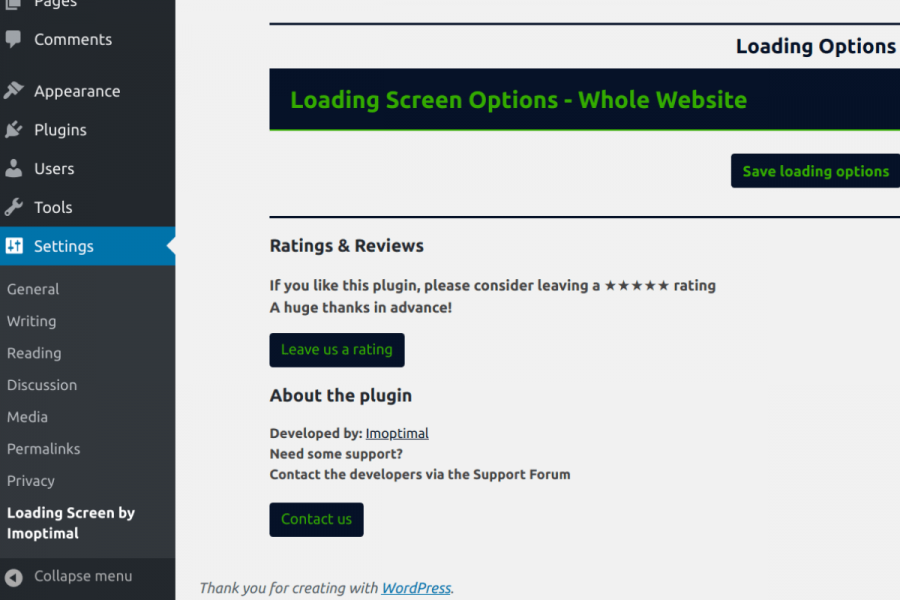 Pages
Comments
Appearance
Plugins
Users
Tools
Settings
General
Writing
Reading
Discussion
Media
Permalinks
Privacy
Loading Screen by
Imoptimal
Collapse menu
Loading Options
Loading Screen Options - Whole Website
Save loading options
Ratings & Reviews
If you like this plugin, please consider leaving a ★★★★★ rating
A huge thanks in advance!
Leave us a rating
About the plugin
Developed by: Imoptimal
Need some support?
Contact the developers via the Support Forum
Contact us
Thank you for creating with WordPress.